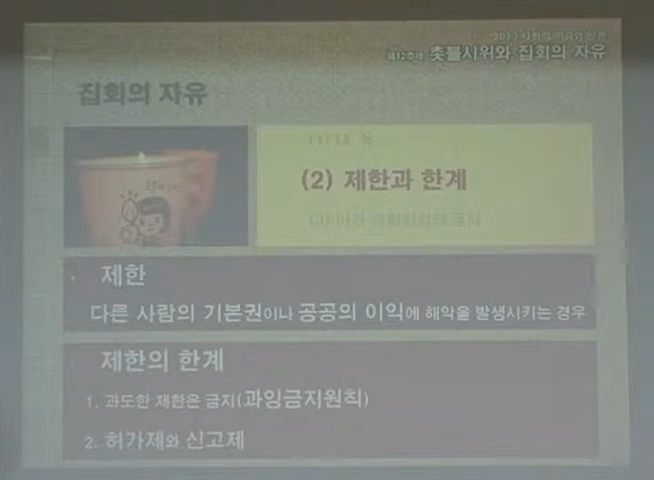 촛불시위와 집회의 자유
집회의 자유
(2) 제한과 한계
제한
다른 사람의 기본권이나 공공의 이익에 해악을 발생시키는 경우
제한의 한계
1. 과도한 제한은 금지(과잉금지원칙)
2. 허가제와 신고제